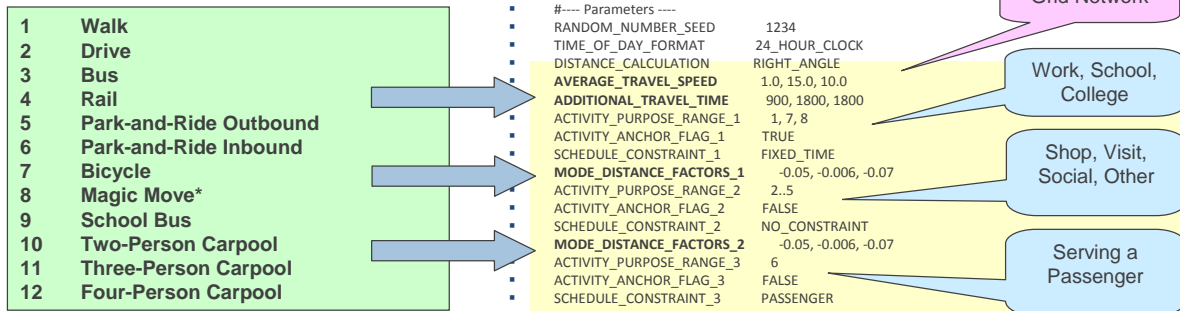 1 Walk
2 Drive
3 Bus
4 Rail
5 Park-and-Ride Outbound
6 Park-and-Ride Inbound
7 Bicycle
8 Magic Move*
9 School Bus
10 Two-Person Carpool
11 Three-Person Carpool
12 Four-Person Carpool
#---- Parameters ----
RANDOM_NUMBER_SEED 1234
TIME_OF_DAY_FORMAT 24_HOUR_CLOCK
DISTANCE_CALCULATION RIGHT_ANGLE
AVERAGE_TRAVEL_SPEED 1.0, 15.0, 10.0
ADDITIONAL_TRAVEL_TIME 900, 1800, 1800
ACTIVITY_PURPOSE_RANGE_1 1, 7, 8
ACTIVITY_ANCHOR_FLAG_1 TRUE
SCHEDULE_CONSTRAINT_1 FIXED_TIME
MODE_DISTANCE_FACTORS_1 -0.05, -0.006, -0.07
ACTIVITY_PURPOSE_RANGE_2 2..5
ACTIVITY_ANCHOR_FLAG_2 FALSE
SCHEDULE_CONSTRAINT_2 NO_CONSTRAINT
MODE_DISTANCE_FACTORS_2 -0.05, -0.006, -0.07
ACTIVITY_PURPOSE_RANGE_3 6
ACTIVITY_ANCHOR_FLAG_3 FALSE
SCHEDULE_CONSTRAINT_3 PASSENGER
Grid Network
Work, School,
College
Shop, Visit,
Social, Other
Serving a
Passenger